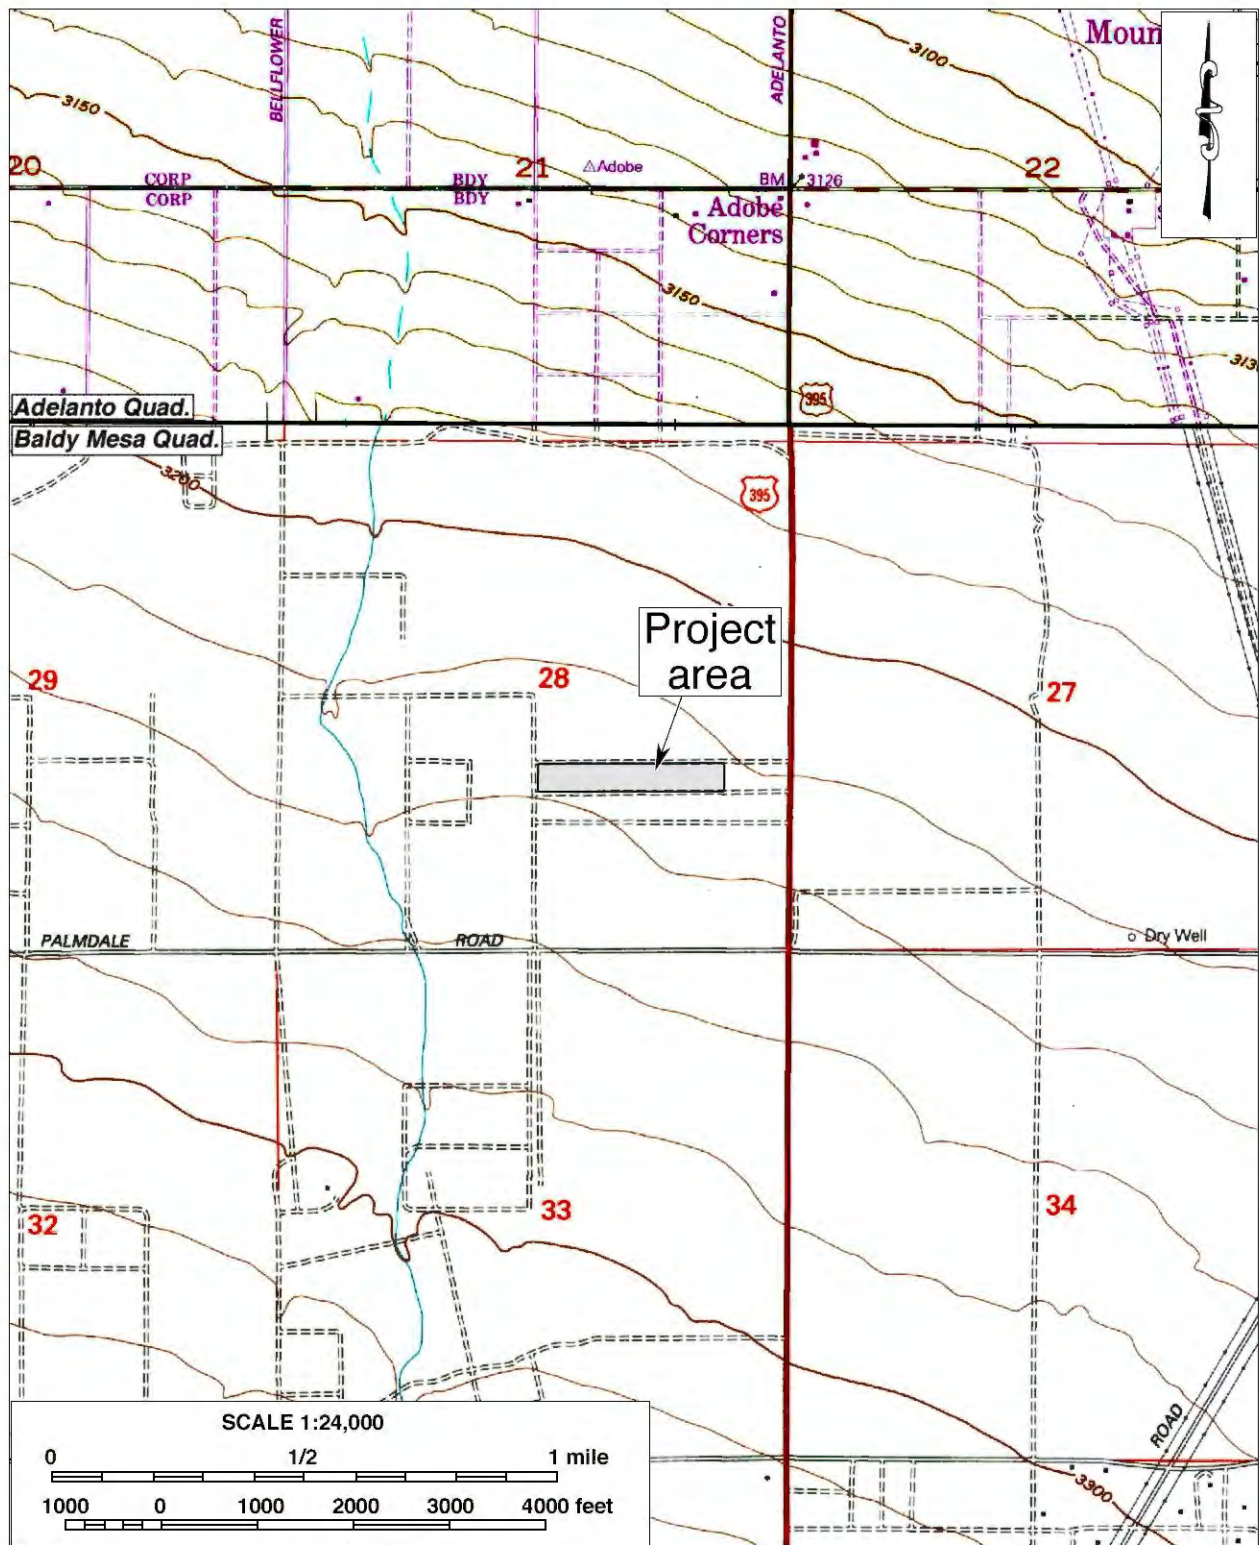 BELLFLOWER
ADELANTO
Moun
3100
3150
20
CORP
CORP
BDY
BDY
21
Adobe
BM
3126
22
Adobe
Corners
3150
395
Adelanto Quad.
Baldy Mesa Quad.
3200
395
Project
area
29
28
27
PALMDALE
ROAD
Dry Well
32
33
34
ROAD
3300
SCALE 1:24,000
0
1/2
1 mile
1000
0
1000
2000
3000
4000 feet